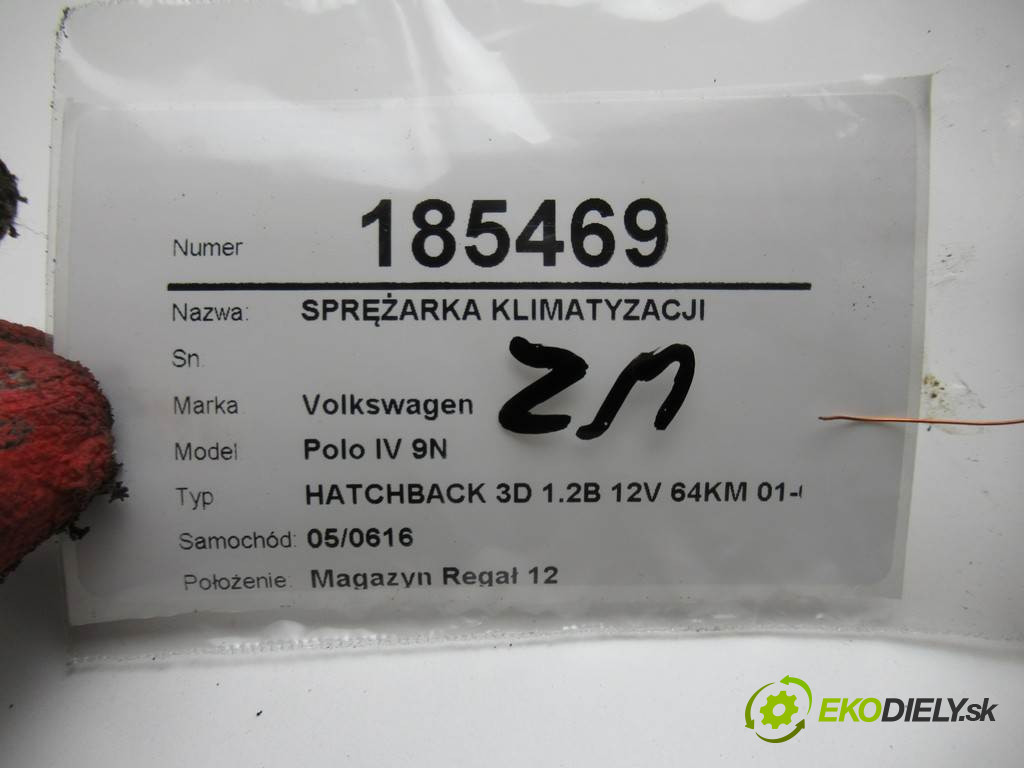 Numer 185469
Nazwa: SPRĘŻARKA KLIMATYZACJI
Sn.
Marka Volkswagen
Model Polo IV 9N
Typ HATCHBACK 3D 1.2B 12V 64KM 01-
Samochód: 05/0616
Położenie: Magazyn Regał 12
EKODIELY.sk